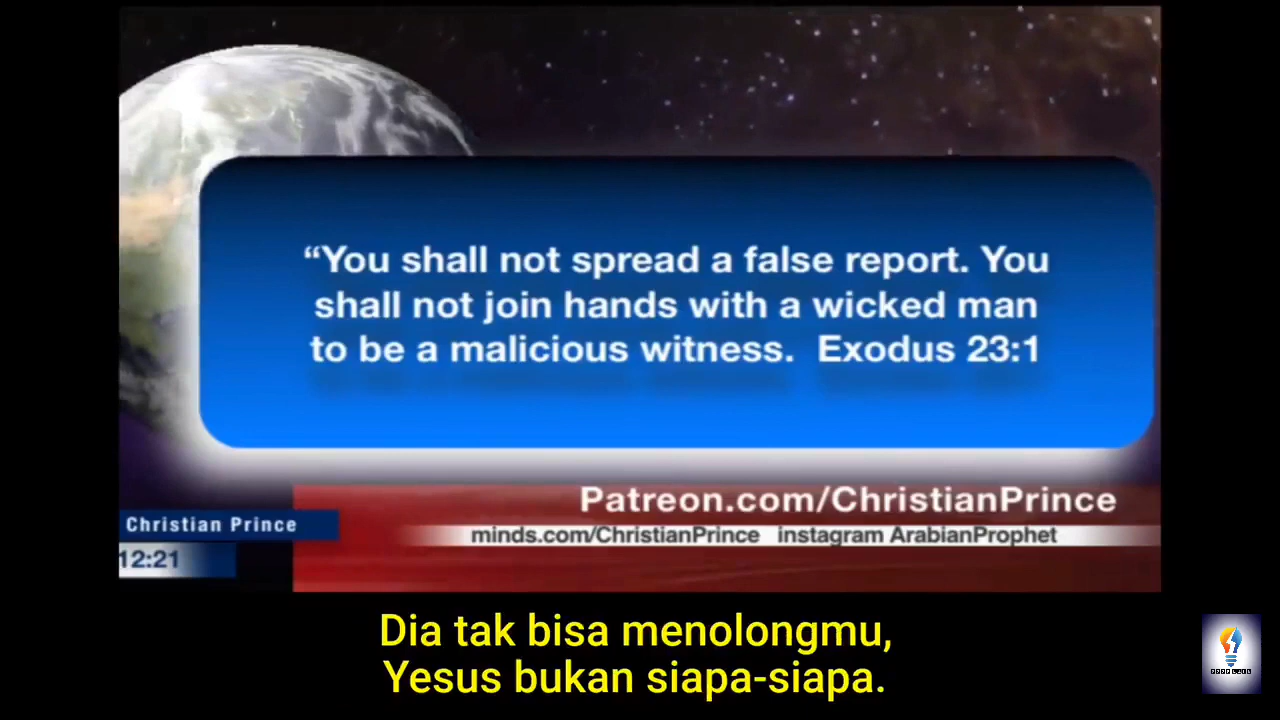 “You shall not spread a false report. You
shall not join hands with a wicked man
to be a malicious witness.  Exodus 23:1
Patreon.com/ChristianPrince
Christian Prince
minds.com/ChristianPrince   instagram ArabianProphet
12:21
Dia tak bisa menolongmu,
Yesus bukan siapa-siapa.